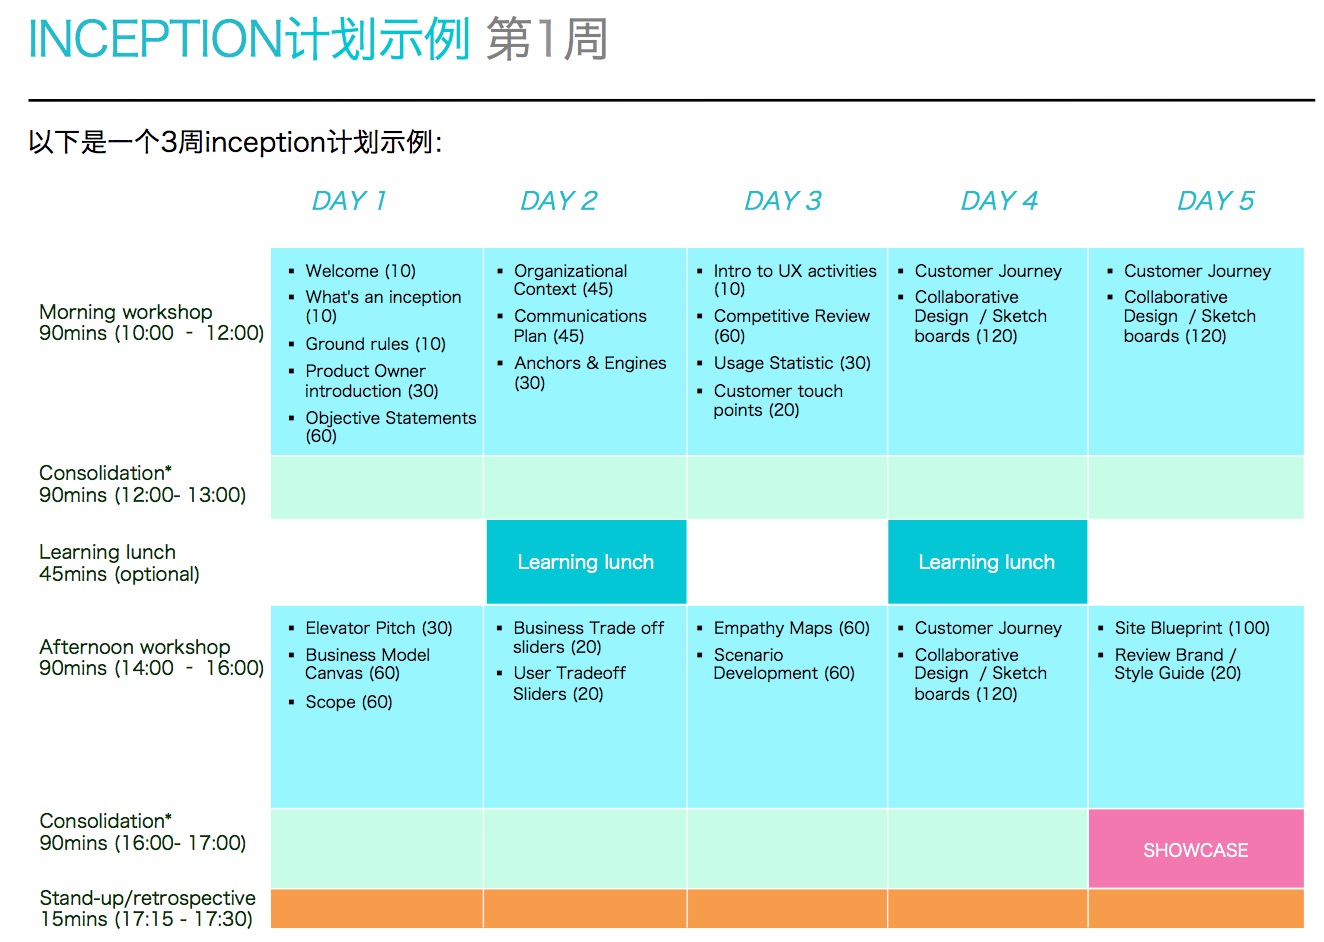 INCEPTION计划示例 第1周
以下是一个3周inception计划示例:
DAY 1
DAY 2
DAY 3
DAY 4
DAY 5
Morning workshop
90mins (10:00 - 12:00)
▪ Welcome (10)
▪ What's an inception
(10)
▪ Ground rules (10)
▪ Product Owner
introduction (30)
▪ Objective Statements
(60)
▪ Organizational
Context (45)
▪ Communications
Plan (45)
▪ Anchors & Engines
(30)
▪ Intro to UX activities
(10)
▪ Competitive Review
(60)
▪ Usage Statistic (30)
▪ Customer touch
points (20)
▪ Customer Journey
▪ Collaborative
Design / Sketch
boards (120)
▪ Customer Journey
▪ Collaborative
Design / Sketch
boards (120)
Consolidation*
90mins (12:00- 13:00)
Learning lunch
45mins (optional)
Learning lunch
Learning lunch
Afternoon workshop
90mins (14:00 - 16:00)
▪ Elevator Pitch (30)
▪ Business Model
Canvas (60)
▪ Scope (60)
▪ Business Trade off
sliders (20)
▪ User Tradeoff
Sliders (20)
▪ Empathy Maps (60)
▪ Scenario
Development (60)
▪ Customer Journey
▪ Collaborative
Design / Sketch
boards (120)
▪ Site Blueprint (100)
▪ Review Brand /
Style Guide (20)
Consolidation*
90mins (16:00- 17:00)
SHOWCASE
Stand-up/retrospective
15mins (17:15 - 17:30)